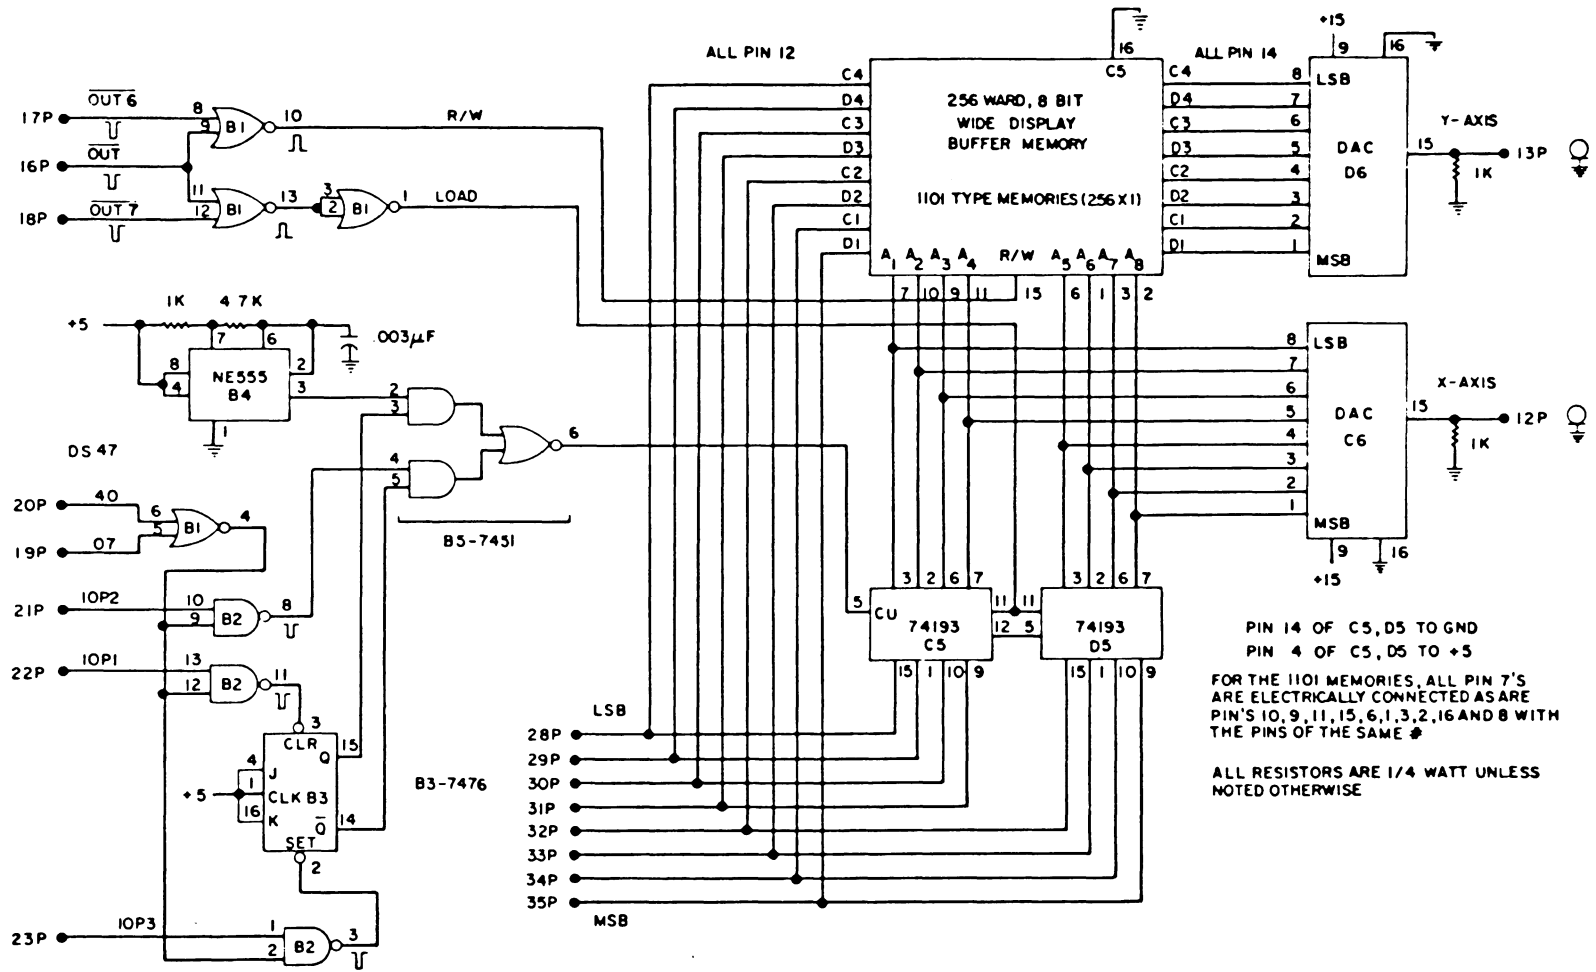 ALL PIN 12
16
C5
ALL PIN 14
+15
9
16
17P
OUT 6
8
9
B1
10
R/W
16P
OUT
18P
OUT 7
11
12
B1
13
3
2
B1
1
LOAD
C4
D4
C3
D3
C2
D2
C1
D1
256 WARD, 8 BIT
WIDE DISPLAY
BUFFER MEMORY
1101 TYPE MEMORIES (256 X 1)
A1 A2 A3 A4 R/W A5 A6 A7 A8
7 10 9 11 15 6 1 3 2
C4
D4
C3
D3
C2
D2
C1
D1
8 LSB
7
6
5
4
3
2
1 MSB
DAC
D6
15
Y-AXIS
13P
1K
+5
1K
4 7K
7
6
.003µF
8
4
NE555
B4
2
3
1
DS 47
2
3
4
5
6
B5-7451
8 LSB
7
6
5
4
3
2
1 MSB
DAC
C6
15
X-AXIS
12P
1K
9
+15
16
20P
40
19P
07
6
5
B1
4
21P
10P2
10
9
B2
8
22P
10P1
13
12
B2
11
3
CLR
4
J
1
CLK B3
16
K
+5
15
Q
14
Q
SET
2
B3-7476
23P
10P3
1
2
B2
3
3 2 6 7
5
CU
74193
C5
11
12
15 1 10 9
3 2 6 7
11
5
74193
D5
15 1 10 9
LSB
28P
29P
30P
31P
32P
33P
34P
35P
MSB
PIN 14 OF C5, D5 TO GND
PIN 4 OF C5, D5 TO +5
FOR THE 1101 MEMORIES, ALL PIN 7'S
ARE ELECTRICALLY CONNECTED AS ARE
PIN'S 10, 9, 11, 15, 6, 1, 3, 2, 16 AND 8 WITH
THE PINS OF THE SAME #
ALL RESISTORS ARE 1/4 WATT UNLESS
NOTED OTHERWISE